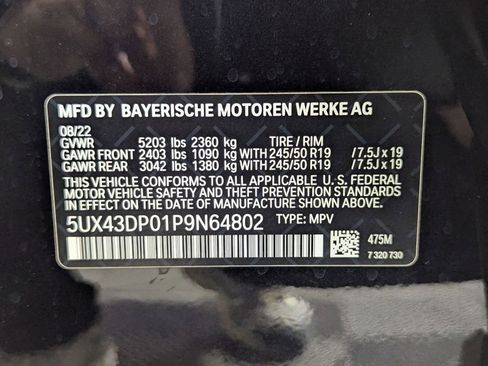 MFD BY BAYERISCHE MOTOREN WERKE AG
08/22
GVWR 5203 lbs 2360 kg TIRE / RIM
GAWR FRONT 2403 lbs 1090 kg WITH 245/50 R19 /7.5J x 19
GAWR REAR 3042 lbs 1380 kg WITH 245/50 R19 /7.5J x 19
THIS VEHICLE CONFORMS TO ALL APPLICABLE U. S. FEDERAL
MOTOR VEHICLE SAFETY AND THEFT PREVENTION STANDARDS
IN EFFECT ON THE DATE OF MANUFACTURE SHOWN ABOVE.
5UX43DP01P9N64802 TYPE: MPV
475M
7 320 730